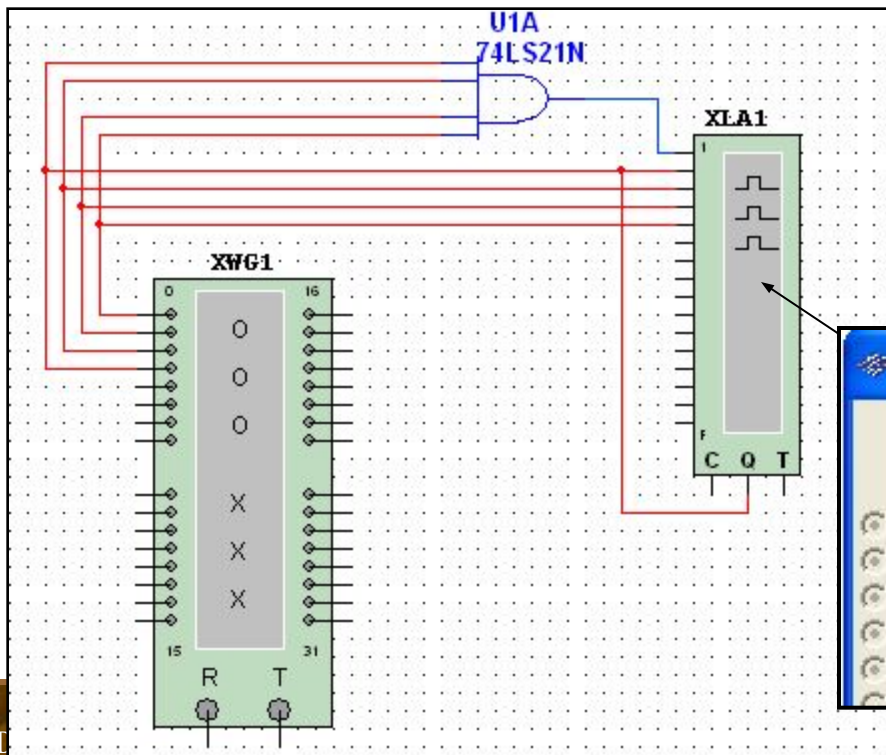 U1A
74LS21N
XLA1
1
F
C Q T
XWG1
0 16
O
O
O
X
X
X
15 31
R T